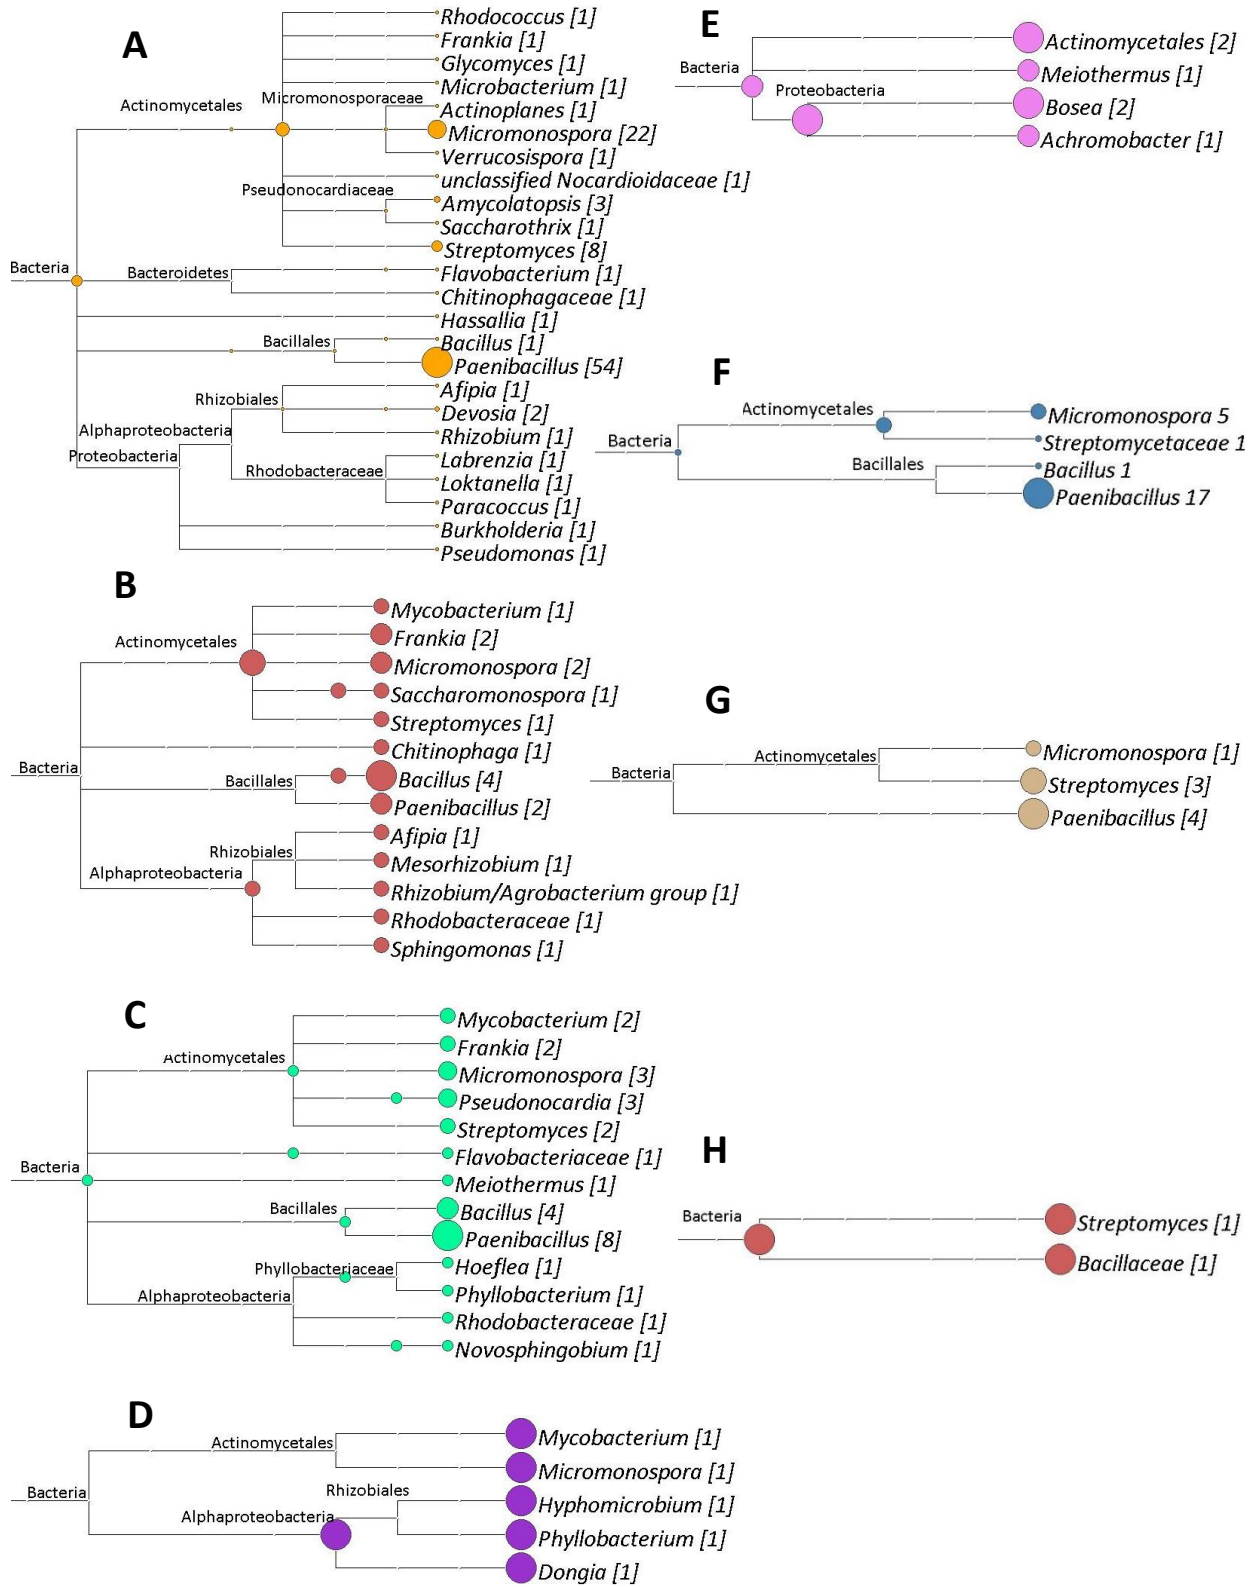 A
Rhodococcus [1]
Frankia [1]
Glycomyces [1]
Microbacterium [1]
Actinomycetales
Micromonosporaceae
Actinoplanes [1]
Micromonospora [22]
Verrucosispora [1]
unclassified Nocardioidaceae [1]
Pseudonocardiaceae
Amycolatopsis [3]
Saccharothrix [1]
Streptomyces [8]
Bacteria
Bacteroidetes
Flavobacterium [1]
Chitinophagaceae [1]
Hassallia [1]
Bacillales
Bacillus [1]
Paenibacillus [54]
Afipia [1]
Rhizobiales
Devosia [2]
Rhizobium [1]
Alphaproteobacteria
Proteobacteria
Labrenzia [1]
Rhodobacteraceae
Loktanella [1]
Paracoccus [1]
Burkholderia [1]
Pseudomonas [1]
B
Mycobacterium [1]
Actinomycetales
Frankia [2]
Micromonospora [2]
Saccharomonospora [1]
Streptomyces [1]
Chitinophaga [1]
Bacteria
Bacillales
Bacillus [4]
Paenibacillus [2]
Afipia [1]
Rhizobiales
Mesorhizobium [1]
Alphaproteobacteria
Rhizobium/Agrobacterium group [1]
Rhodobacteraceae [1]
Sphingomonas [1]
C
Mycobacterium [2]
Frankia [2]
Actinomycetales
Micromonospora [3]
Pseudonocardia [3]
Streptomyces [2]
Flavobacteriaceae [1]
Bacteria
Meiothermus [1]
Bacillales
Bacillus [4]
Paenibacillus [8]
Phyllobacteriaceae
Hoeflea [1]
Alphaproteobacteria
Phyllobacterium [1]
Rhodobacteraceae [1]
Novosphingobium [1]
D
Actinomycetales
Mycobacterium [1]
Micromonospora [1]
Bacteria
Rhizobiales
Hyphomicrobium [1]
Alphaproteobacteria
Phyllobacterium [1]
Dongia [1]
E
Actinomycetales [2]
Bacteria
Meiothermus [1]
Proteobacteria
Bosea [2]
Achromobacter [1]
F
Actinomycetales
Micromonospora 5
Bacteria
Streptomycetaceae 1
Bacillales
Bacillus 1
Paenibacillus 17
G
Actinomycetales
Micromonospora [1]
Bacteria
Streptomyces [3]
Paenibacillus [4]
H
Bacteria
Streptomyces [1]
Bacillaceae [1]